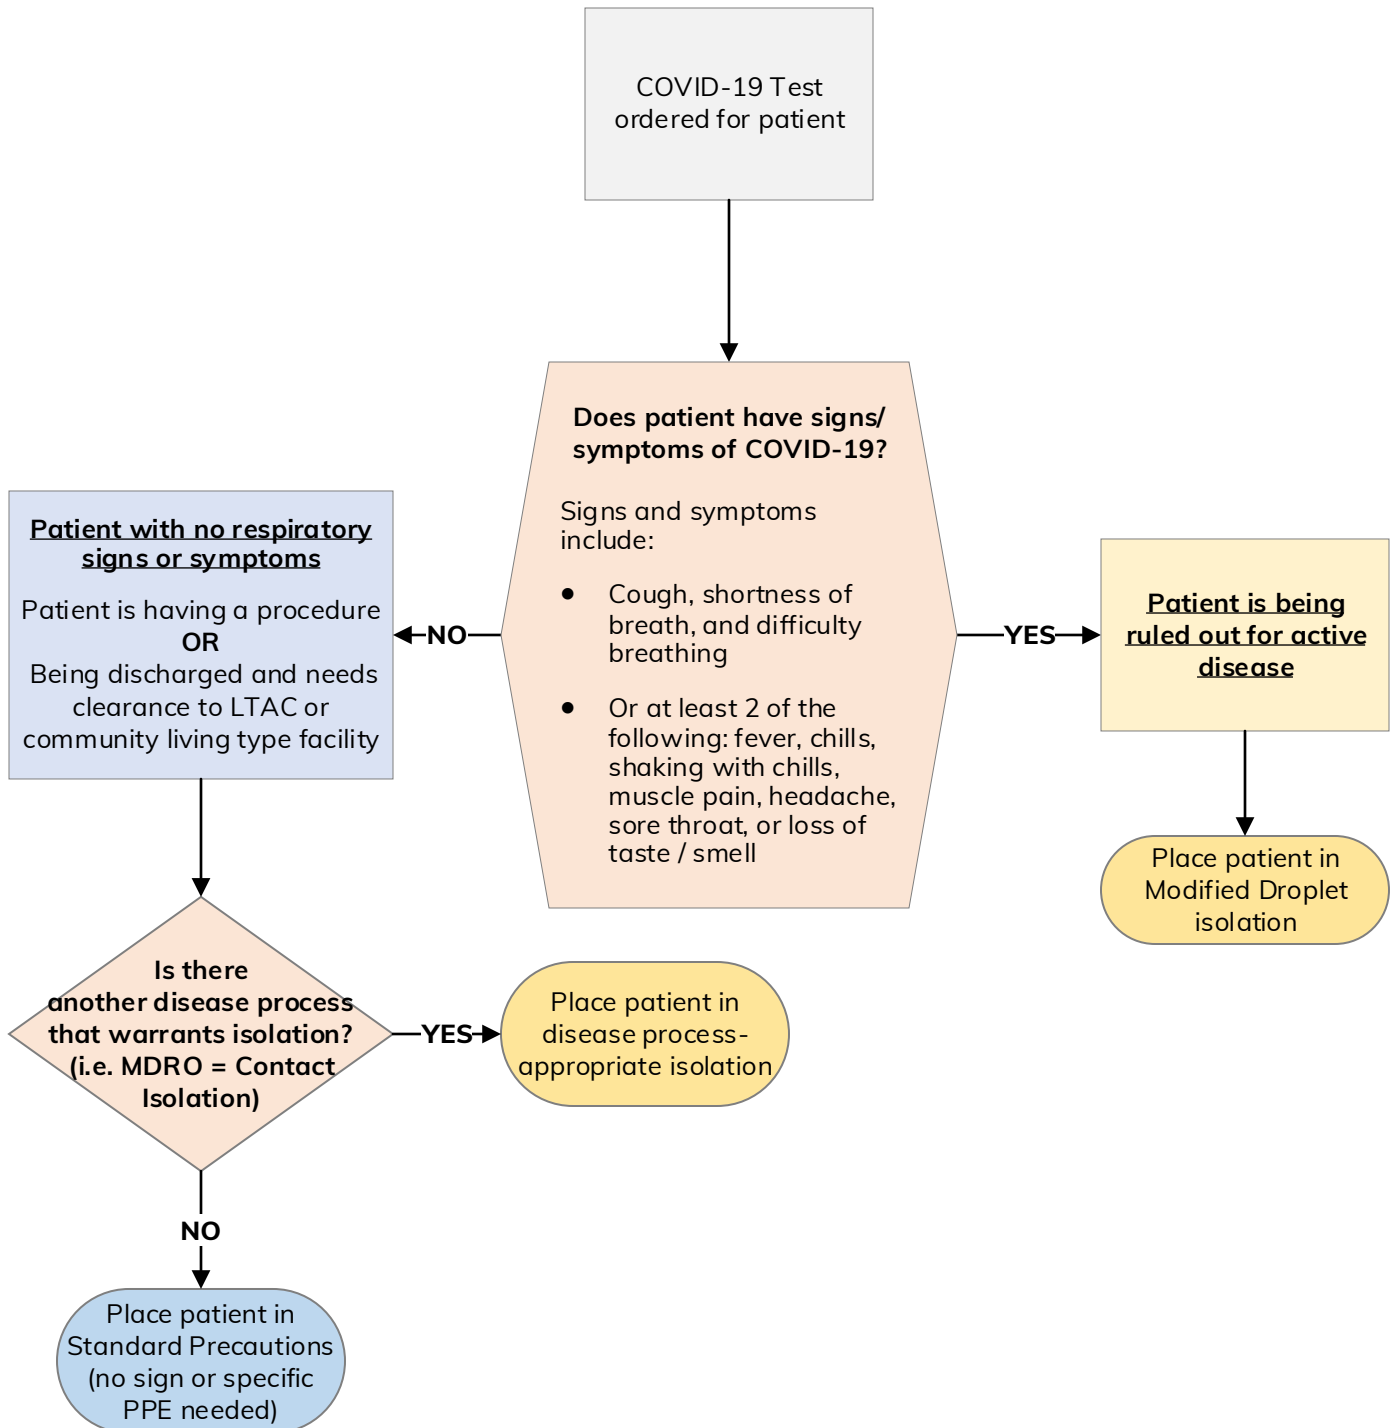 COVID-19 Test
ordered for patient
Does patient have signs/
symptoms of COVID-19?
Signs and symptoms
include:
● Cough, shortness of
breath, and difficulty
breathing
● Or at least 2 of the
following: fever, chills,
shaking with chills,
muscle pain, headache,
sore throat, or loss of
taste / smell
NO
YES
Patient with no respiratory
signs or symptoms
Patient is having a procedure
OR
Being discharged and needs
clearance to LTAC or
community living type facility
Patient is being
ruled out for active
disease
Place patient in
Modified Droplet
isolation
Is there
another disease process
that warrants isolation?
(i.e. MDRO = Contact
Isolation)
YES
Place patient in
disease process-
appropriate isolation
NO
Place patient in
Standard Precautions
(no sign or specific
PPE needed)